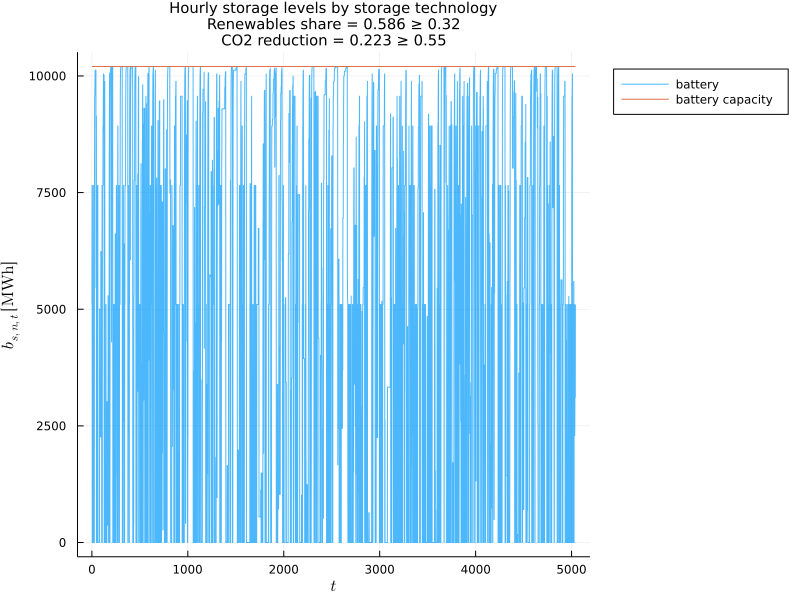 Hourly storage levels by storage technology
Renewables share = 0.586 ≥ 0.32
CO2 reduction = 0.223 ≥ 0.55
battery
battery capacity
10000
7500
5000
2500
0
b_{s, n, t} [MWh]
0 1000 2000 3000 4000 5000
t